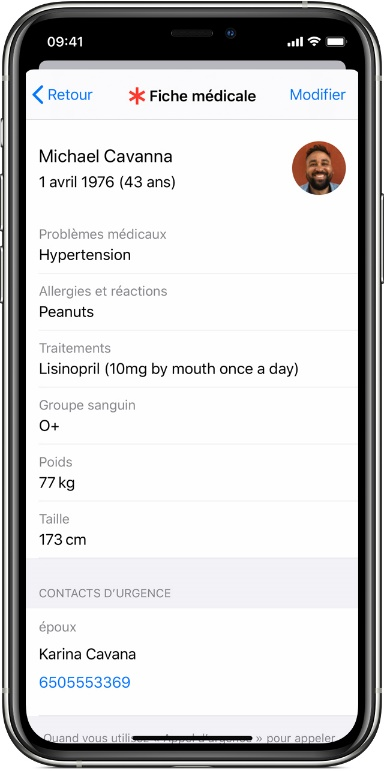 09:41
Retour
Fiche médicale
Modifier
Michael Cavanna
1 avril 1976 (43 ans)
Problèmes médicaux
Hypertension
Allergies et réactions
Peanuts
Traitements
Lisinopril (10mg by mouth once a day)
Groupe sanguin
O+
Poids
77 kg
Taille
173 cm
CONTACTS D'URGENCE
époux
Karina Cavana
6505553369
Quand vous utilisez « Appel d'urgence » pour appeler